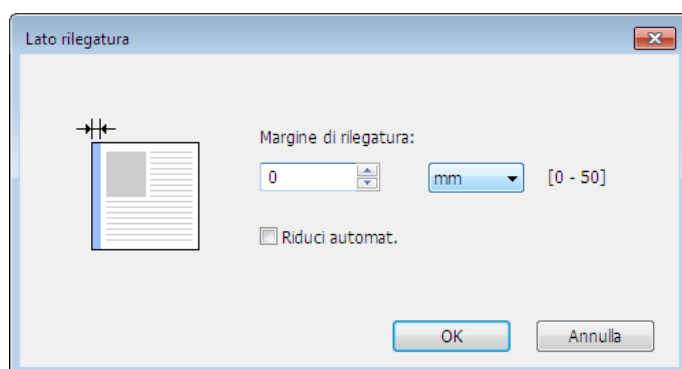 Lato rilegatura
Margine di rilegatura:
0 mm [0 - 50]
Riduci automat.
OK Annulla